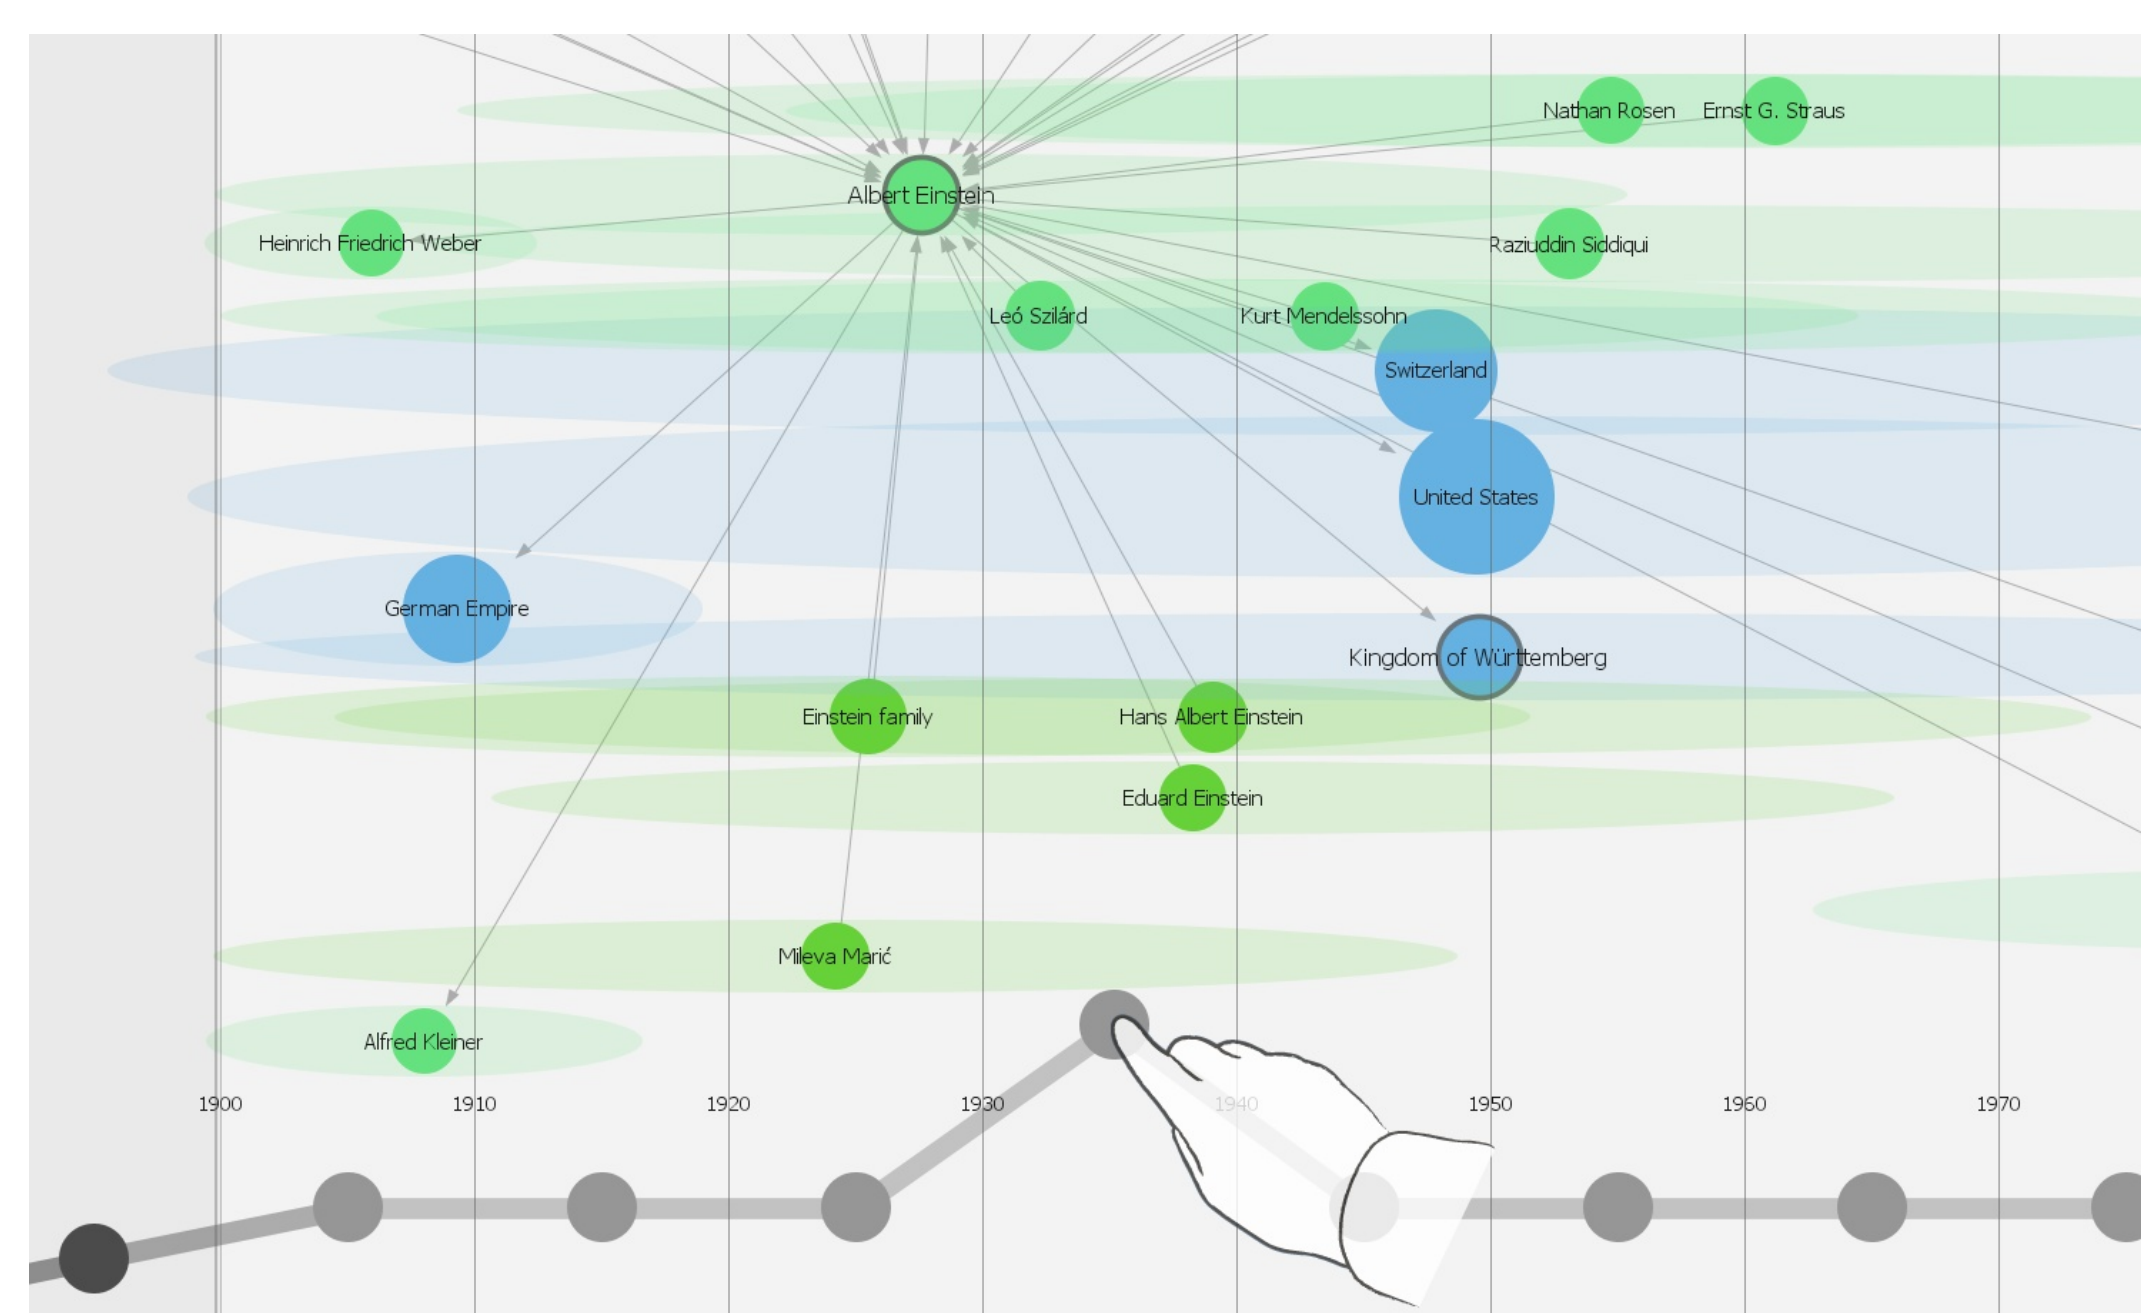 Nathan Rosen
Ernst G. Straus
Albert Einstein
Heinrich Friedrich Weber
Raziuddin Siddiqui
Leó Szilárd
Kurt Mendelssohn
Switzerland
United States
German Empire
Kingdom of Württemberg
Einstein family
Hans Albert Einstein
Eduard Einstein
Mileva Marić
Alfred Kleiner
1900 1910 1920 1930 1940 1950 1960 1970